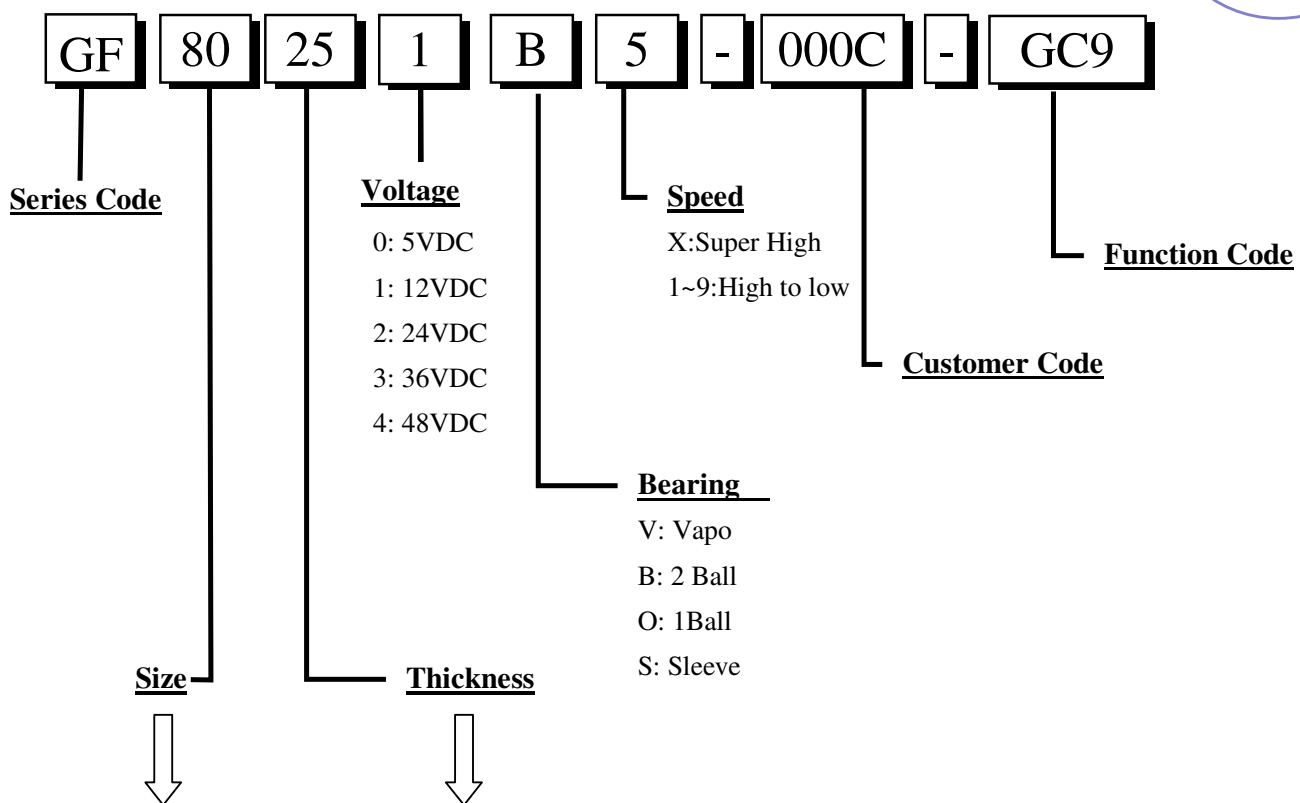 GF 80 25 1 B 5 - 000C - GC9
Series Code
Voltage
0: 5VDC
1: 12VDC
2: 24VDC
3: 36VDC
4: 48VDC
Speed
X:Super High
1~9:High to low
Function Code
Customer Code
Bearing
V: Vapo
B: 2 Ball
O: 1Ball
S: Sleeve
Size
Thickness